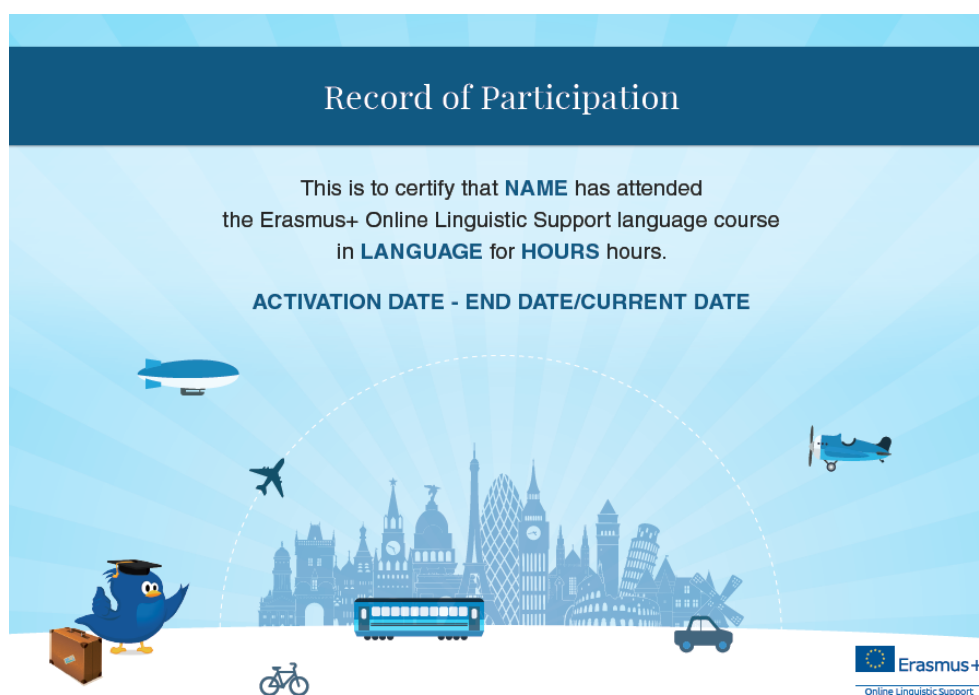 Record of Participation
This is to certify that NAME has attended
the Erasmus+ Online Linguistic Support language course
in LANGUAGE for HOURS hours.
ACTIVATION DATE - END DATE/CURRENT DATE
Erasmus+
Online Linguistic Support